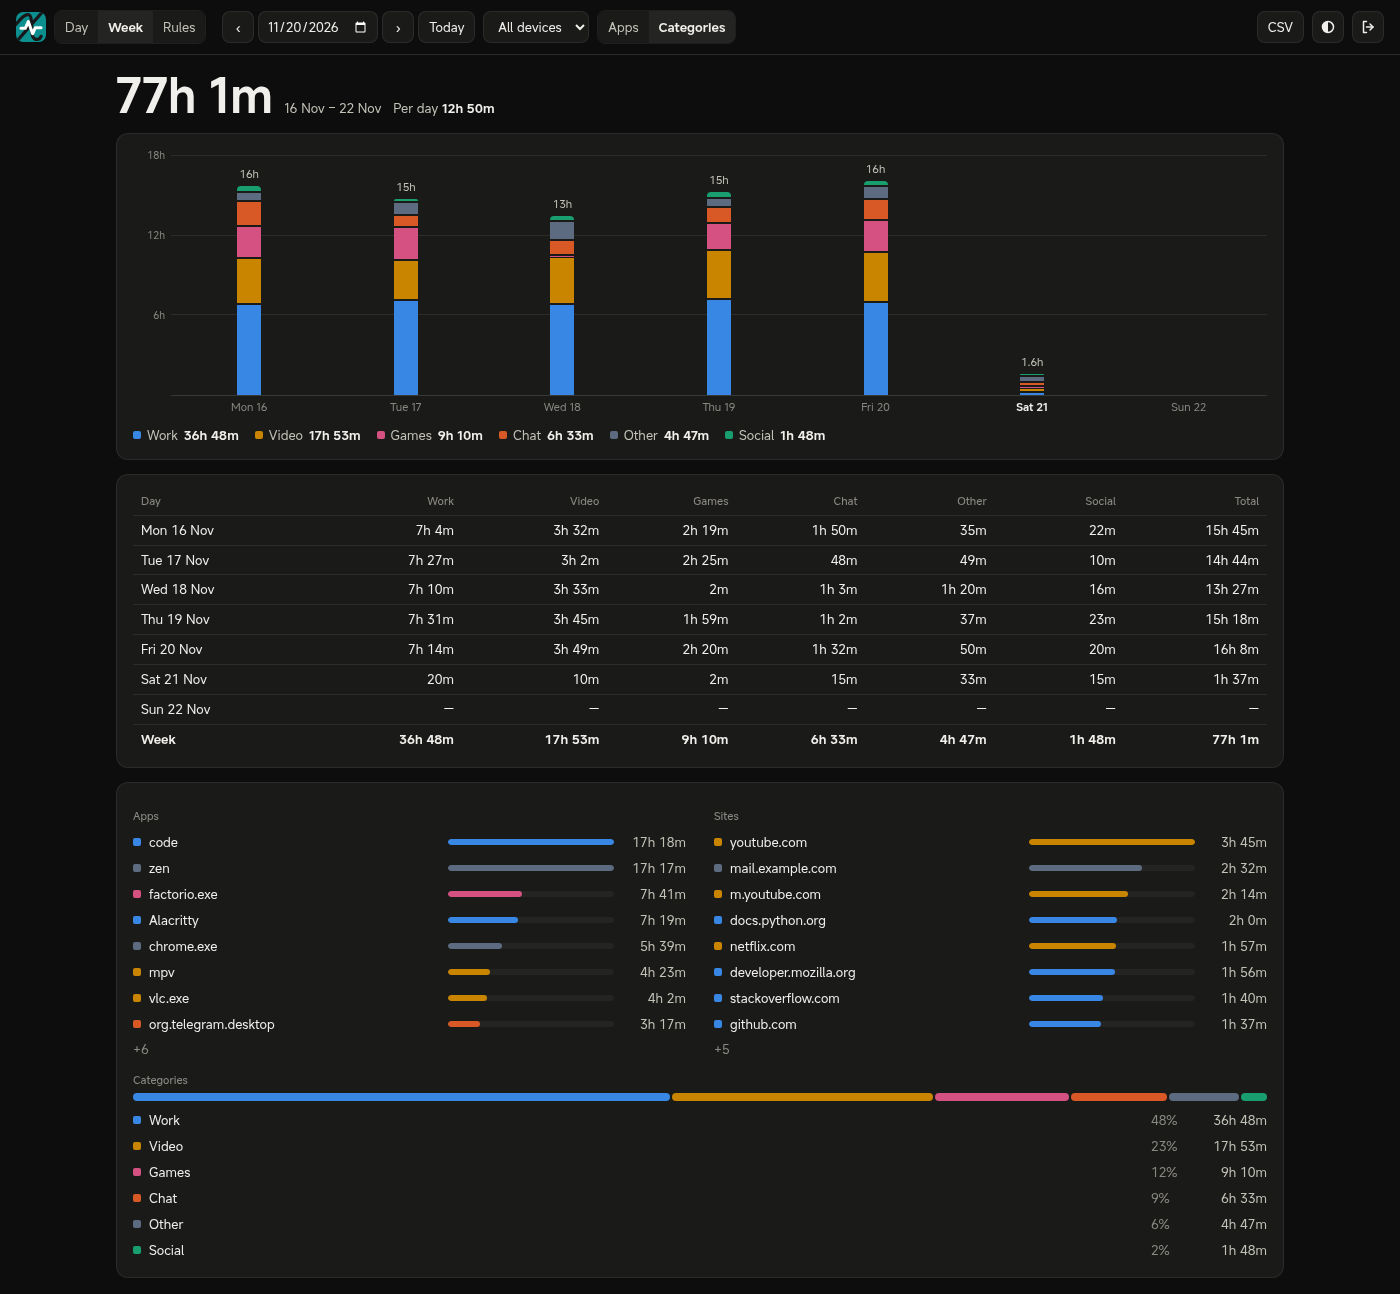 Day Week Rules ‹ 11/20/2026 › Today All devices Apps Categories CSV
77h 1m 16 Nov – 22 Nov Per day 12h 50m
18h
12h
6h
16h 15h 13h 15h 16h 1.6h
Mon 16 Tue 17 Wed 18 Thu 19 Fri 20 Sat 21 Sun 22
Work 36h 48m Video 17h 53m Games 9h 10m Chat 6h 33m Other 4h 47m Social 1h 48m
Day Work Video Games Chat Other Social Total
Mon 16 Nov 7h 4m 3h 32m 2h 19m 1h 50m 35m 22m 15h 45m
Tue 17 Nov 7h 27m 3h 2m 2h 25m 48m 49m 10m 14h 44m
Wed 18 Nov 7h 10m 3h 33m 2m 1h 3m 1h 20m 16m 13h 27m
Thu 19 Nov 7h 31m 3h 45m 1h 59m 1h 2m 37m 23m 15h 18m
Fri 20 Nov 7h 14m 3h 49m 2h 20m 1h 32m 50m 20m 16h 8m
Sat 21 Nov 20m 10m 2m 15m 33m 15m 1h 37m
Sun 22 Nov — — — — — — —
Week 36h 48m 17h 53m 9h 10m 6h 33m 4h 47m 1h 48m 77h 1m
Apps
code 17h 18m
zen 17h 17m
factorio.exe 7h 41m
Alacritty 7h 19m
chrome.exe 5h 39m
mpv 4h 23m
vlc.exe 4h 2m
org.telegram.desktop 3h 17m
+6
Sites
youtube.com 3h 45m
mail.example.com 2h 32m
m.youtube.com 2h 14m
docs.python.org 2h 0m
netflix.com 1h 57m
developer.mozilla.org 1h 56m
stackoverflow.com 1h 40m
github.com 1h 37m
+5
Categories
Work 48% 36h 48m
Video 23% 17h 53m
Games 12% 9h 10m
Chat 9% 6h 33m
Other 6% 4h 47m
Social 2% 1h 48m